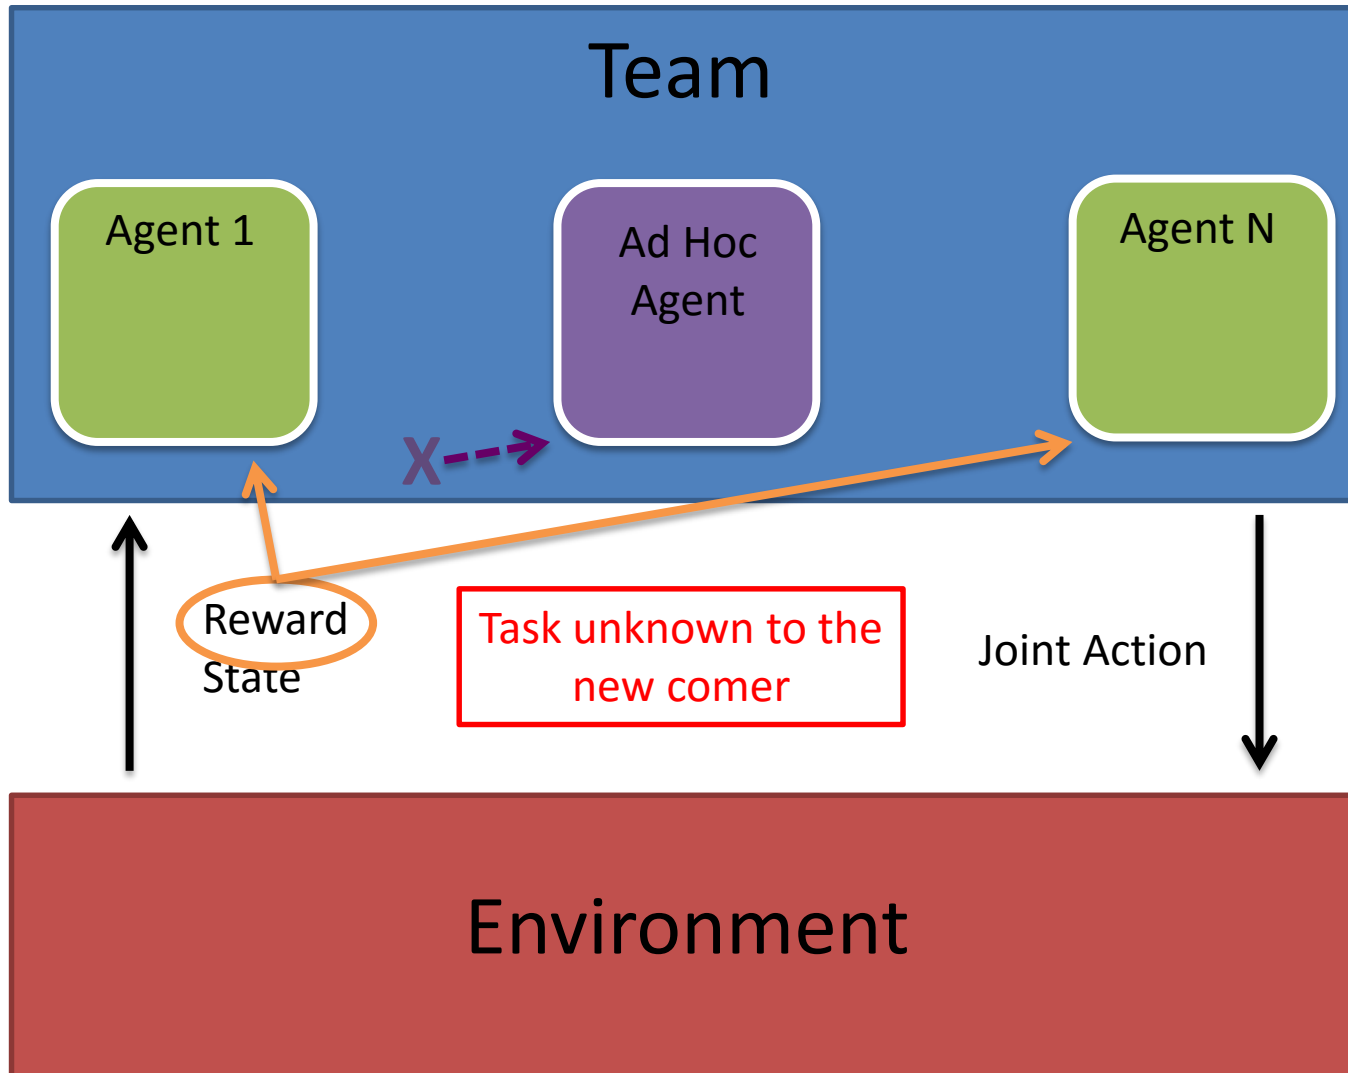 Team
Agent 1
Ad Hoc
Agent
Agent N
X
Reward
State
Task unknown to the
new comer
Joint Action
Environment